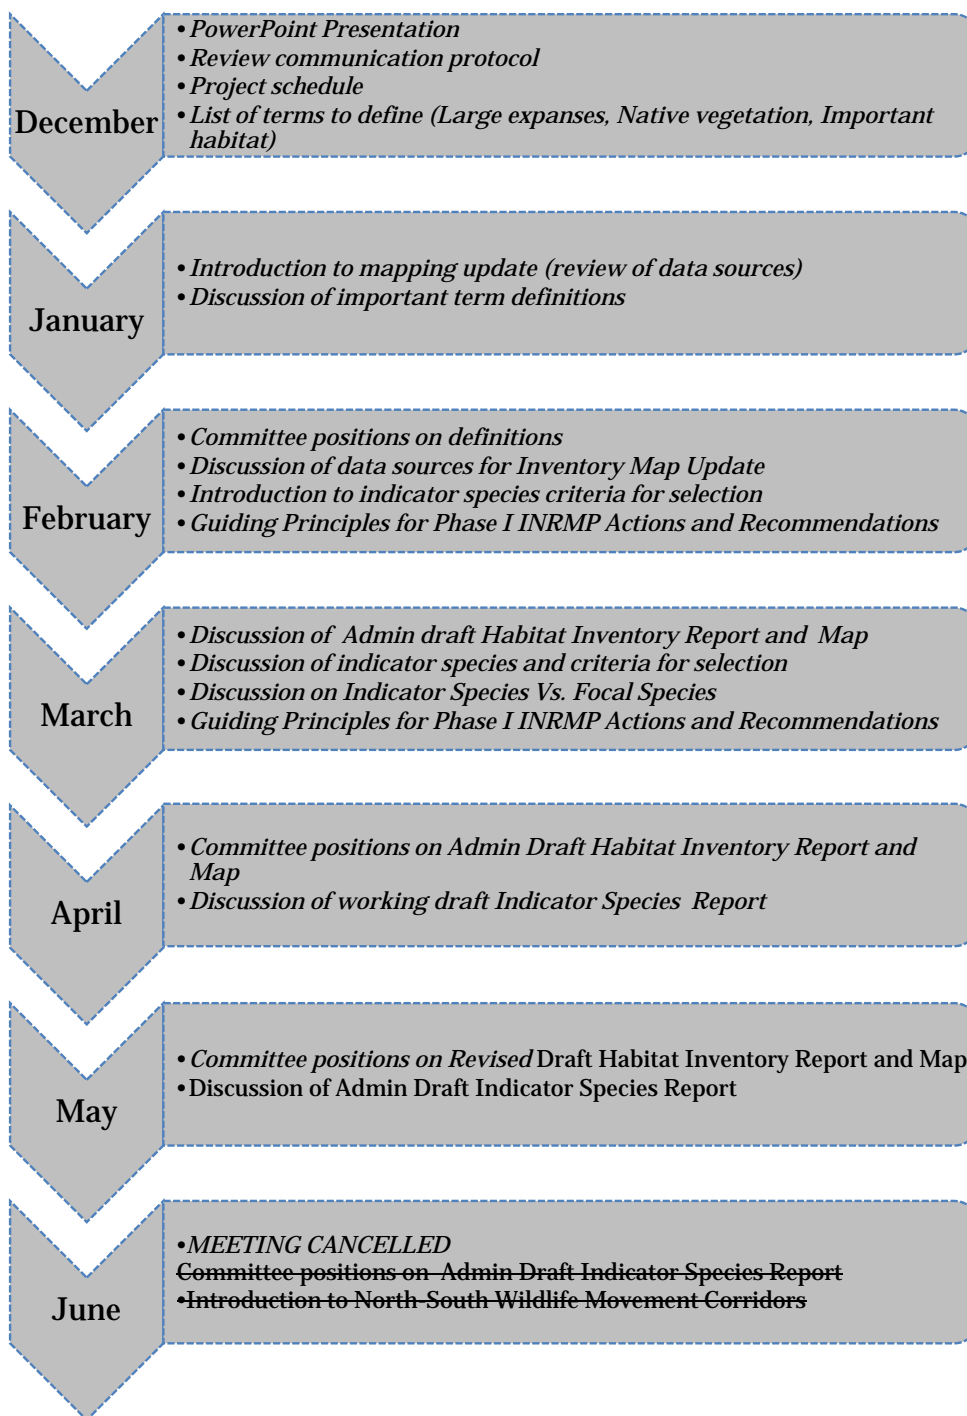 •PowerPoint Presentation
•Review communication protocol
•Project schedule
•List of terms to define (Large expanses, Native vegetation, Important
habitat)
December
•Introduction to mapping update (review of data sources)
•Discussion of important term definitions
January
•Committee positions on definitions
•Discussion of data sources for Inventory Map Update
•Introduction to indicator species criteria for selection
•Guiding Principles for Phase I INRMP Actions and Recommendations
February
•Discussion of Admin draft Habitat Inventory Report and Map
•Discussion of indicator species and criteria for selection
•Discussion on Indicator Species Vs. Focal Species
•Guiding Principles for Phase I INRMP Actions and Recommendations
March
•Committee positions on Admin Draft Habitat Inventory Report and
Map
•Discussion of working draft Indicator Species Report
April
•Committee positions on Revised Draft Habitat Inventory Report and Map
•Discussion of Admin Draft Indicator Species Report
May
•MEETING CANCELLED
Committee positions on Admin Draft Indicator Species Report
•Introduction to North-South Wildlife Movement Corridors
June